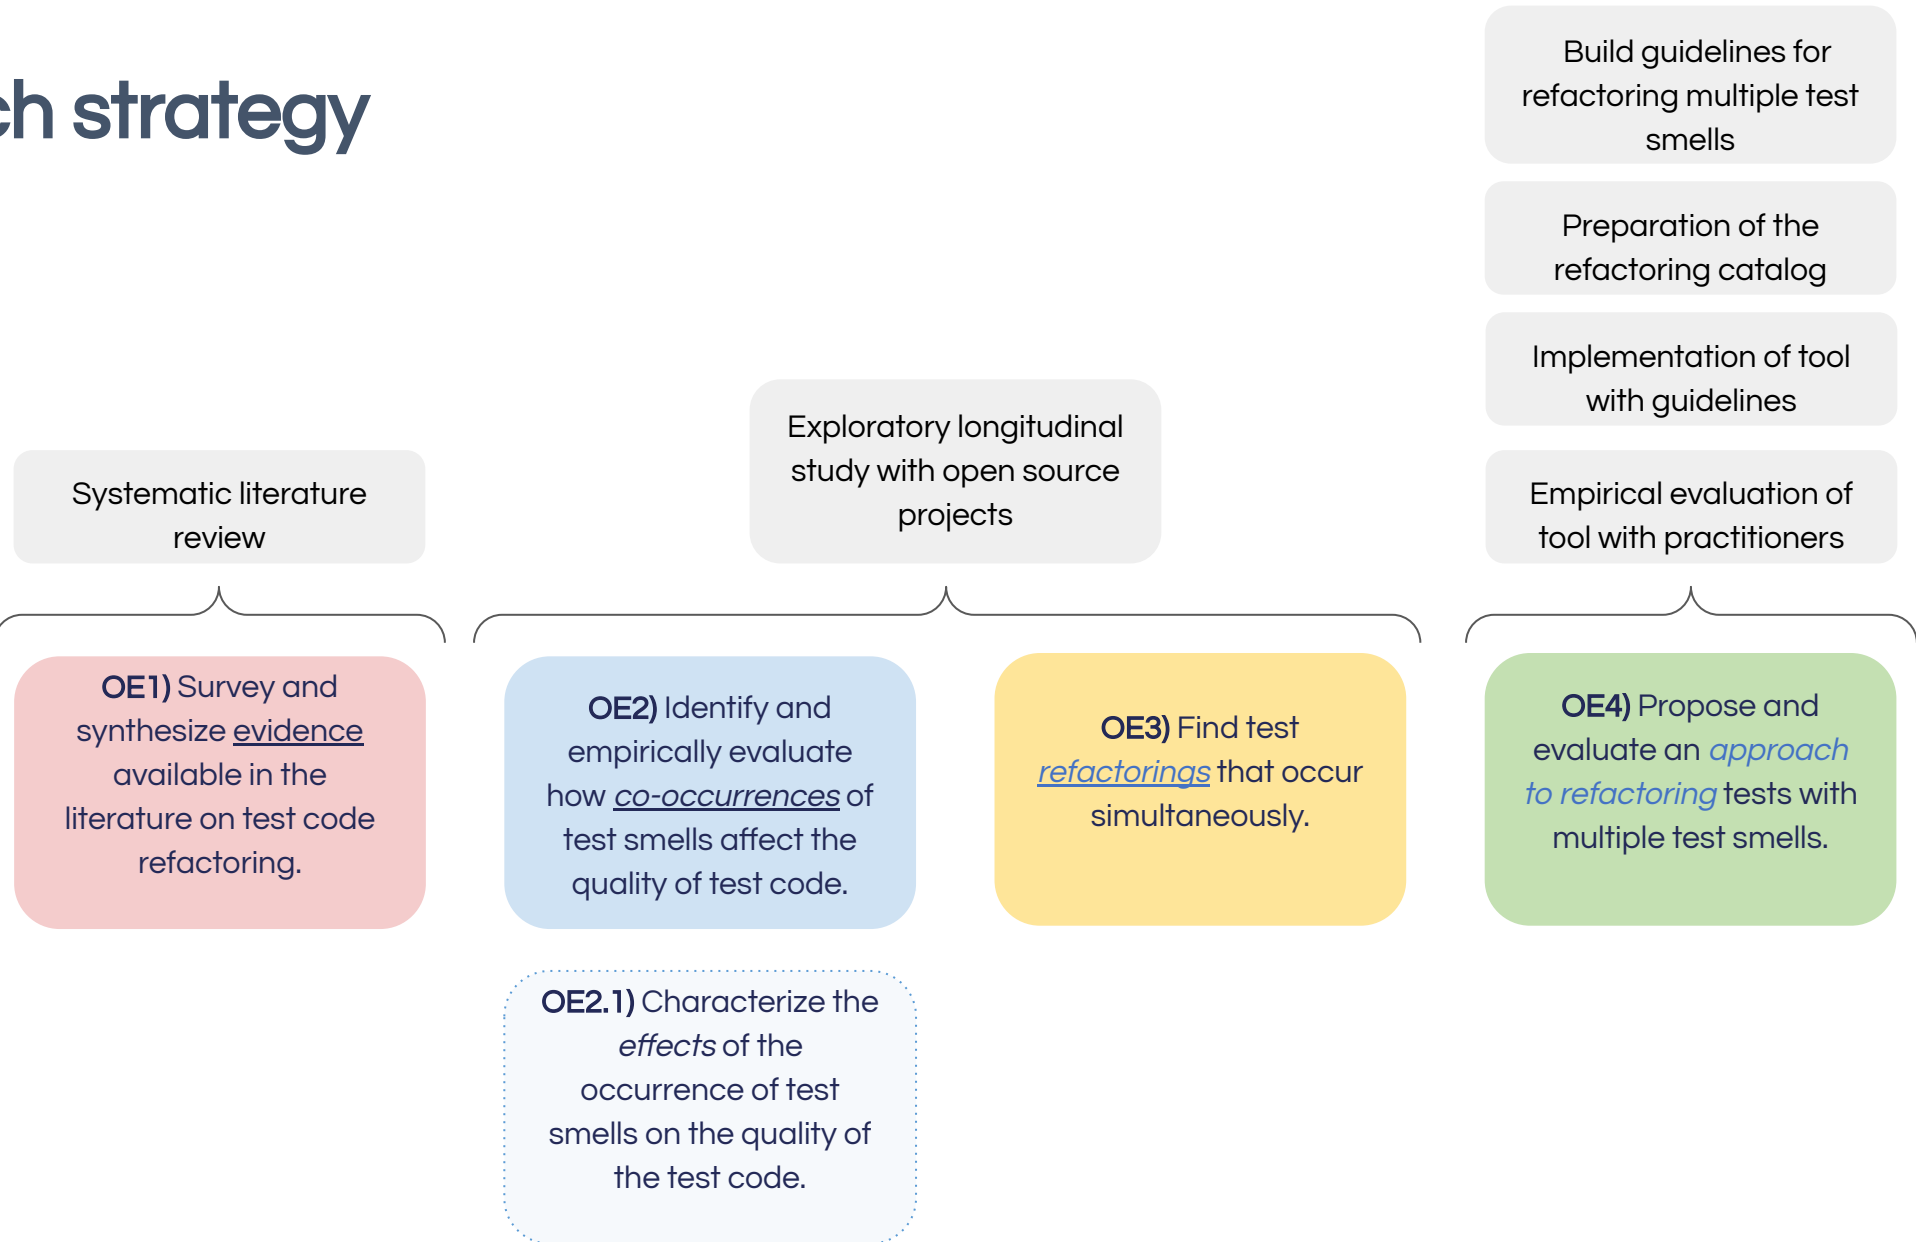 ch strategy
Build guidelines for
refactoring multiple test
smells
Preparation of the
refactoring catalog
Implementation of tool
with guidelines
Exploratory longitudinal
study with open source
projects
Systematic literature
review
Empirical evaluation of
tool with practitioners
OE1) Survey and
synthesize evidence
available in the
literature on test code
refactoring.
OE2) Identify and
empirically evaluate
how co-occurrences of
test smells affect the
quality of test code.
OE3) Find test
refactorings that occur
simultaneously.
OE4) Propose and
evaluate an approach
to refactoring tests with
multiple test smells.
OE2.1) Characterize the
effects of the
occurrence of test
smells on the quality of
the test code.